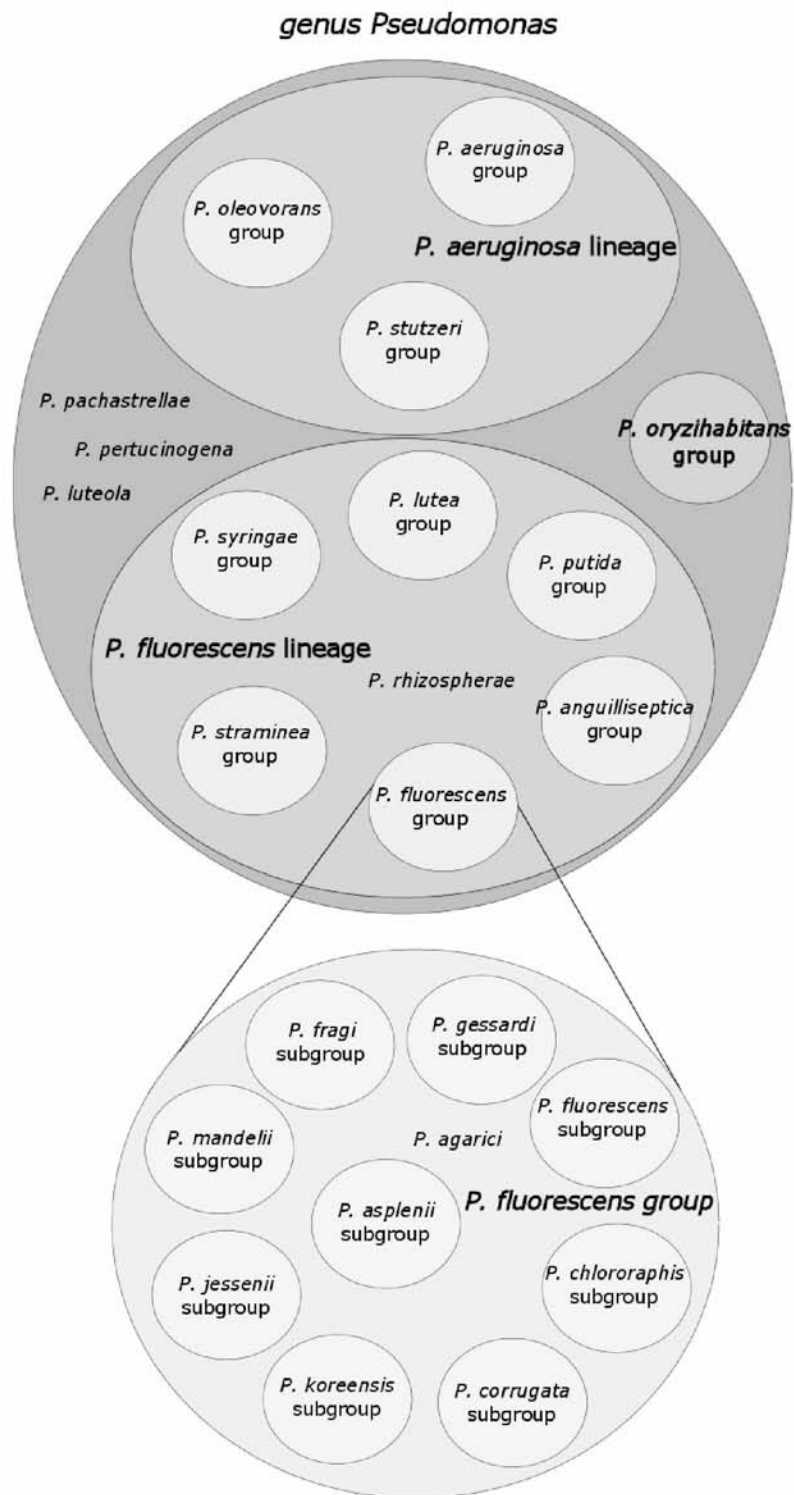 genus Pseudomonas
P. aeruginosa
group
P. oleovorans
group
P. aeruginosa lineage
P. stutzeri
group
P. pachastrellae
P. oryzihabitans
group
P. pertucinogena
P. luteola
P. lutea
group
P. syringae
group
P. putida
group
P. fluorescens lineage
P. rhizospherae
P. anguilliseptica
group
P. straminea
group
P. fluorescens
group
P. fragi
subgroup
P. gessardi
subgroup
P. fluorescens
subgroup
P. mandelii
subgroup
P. agarici
P. asplenii
subgroup
P. fluorescens group
P. jessenii
subgroup
P. chlororaphis
subgroup
P. koreensis
subgroup
P. corrugata
subgroup